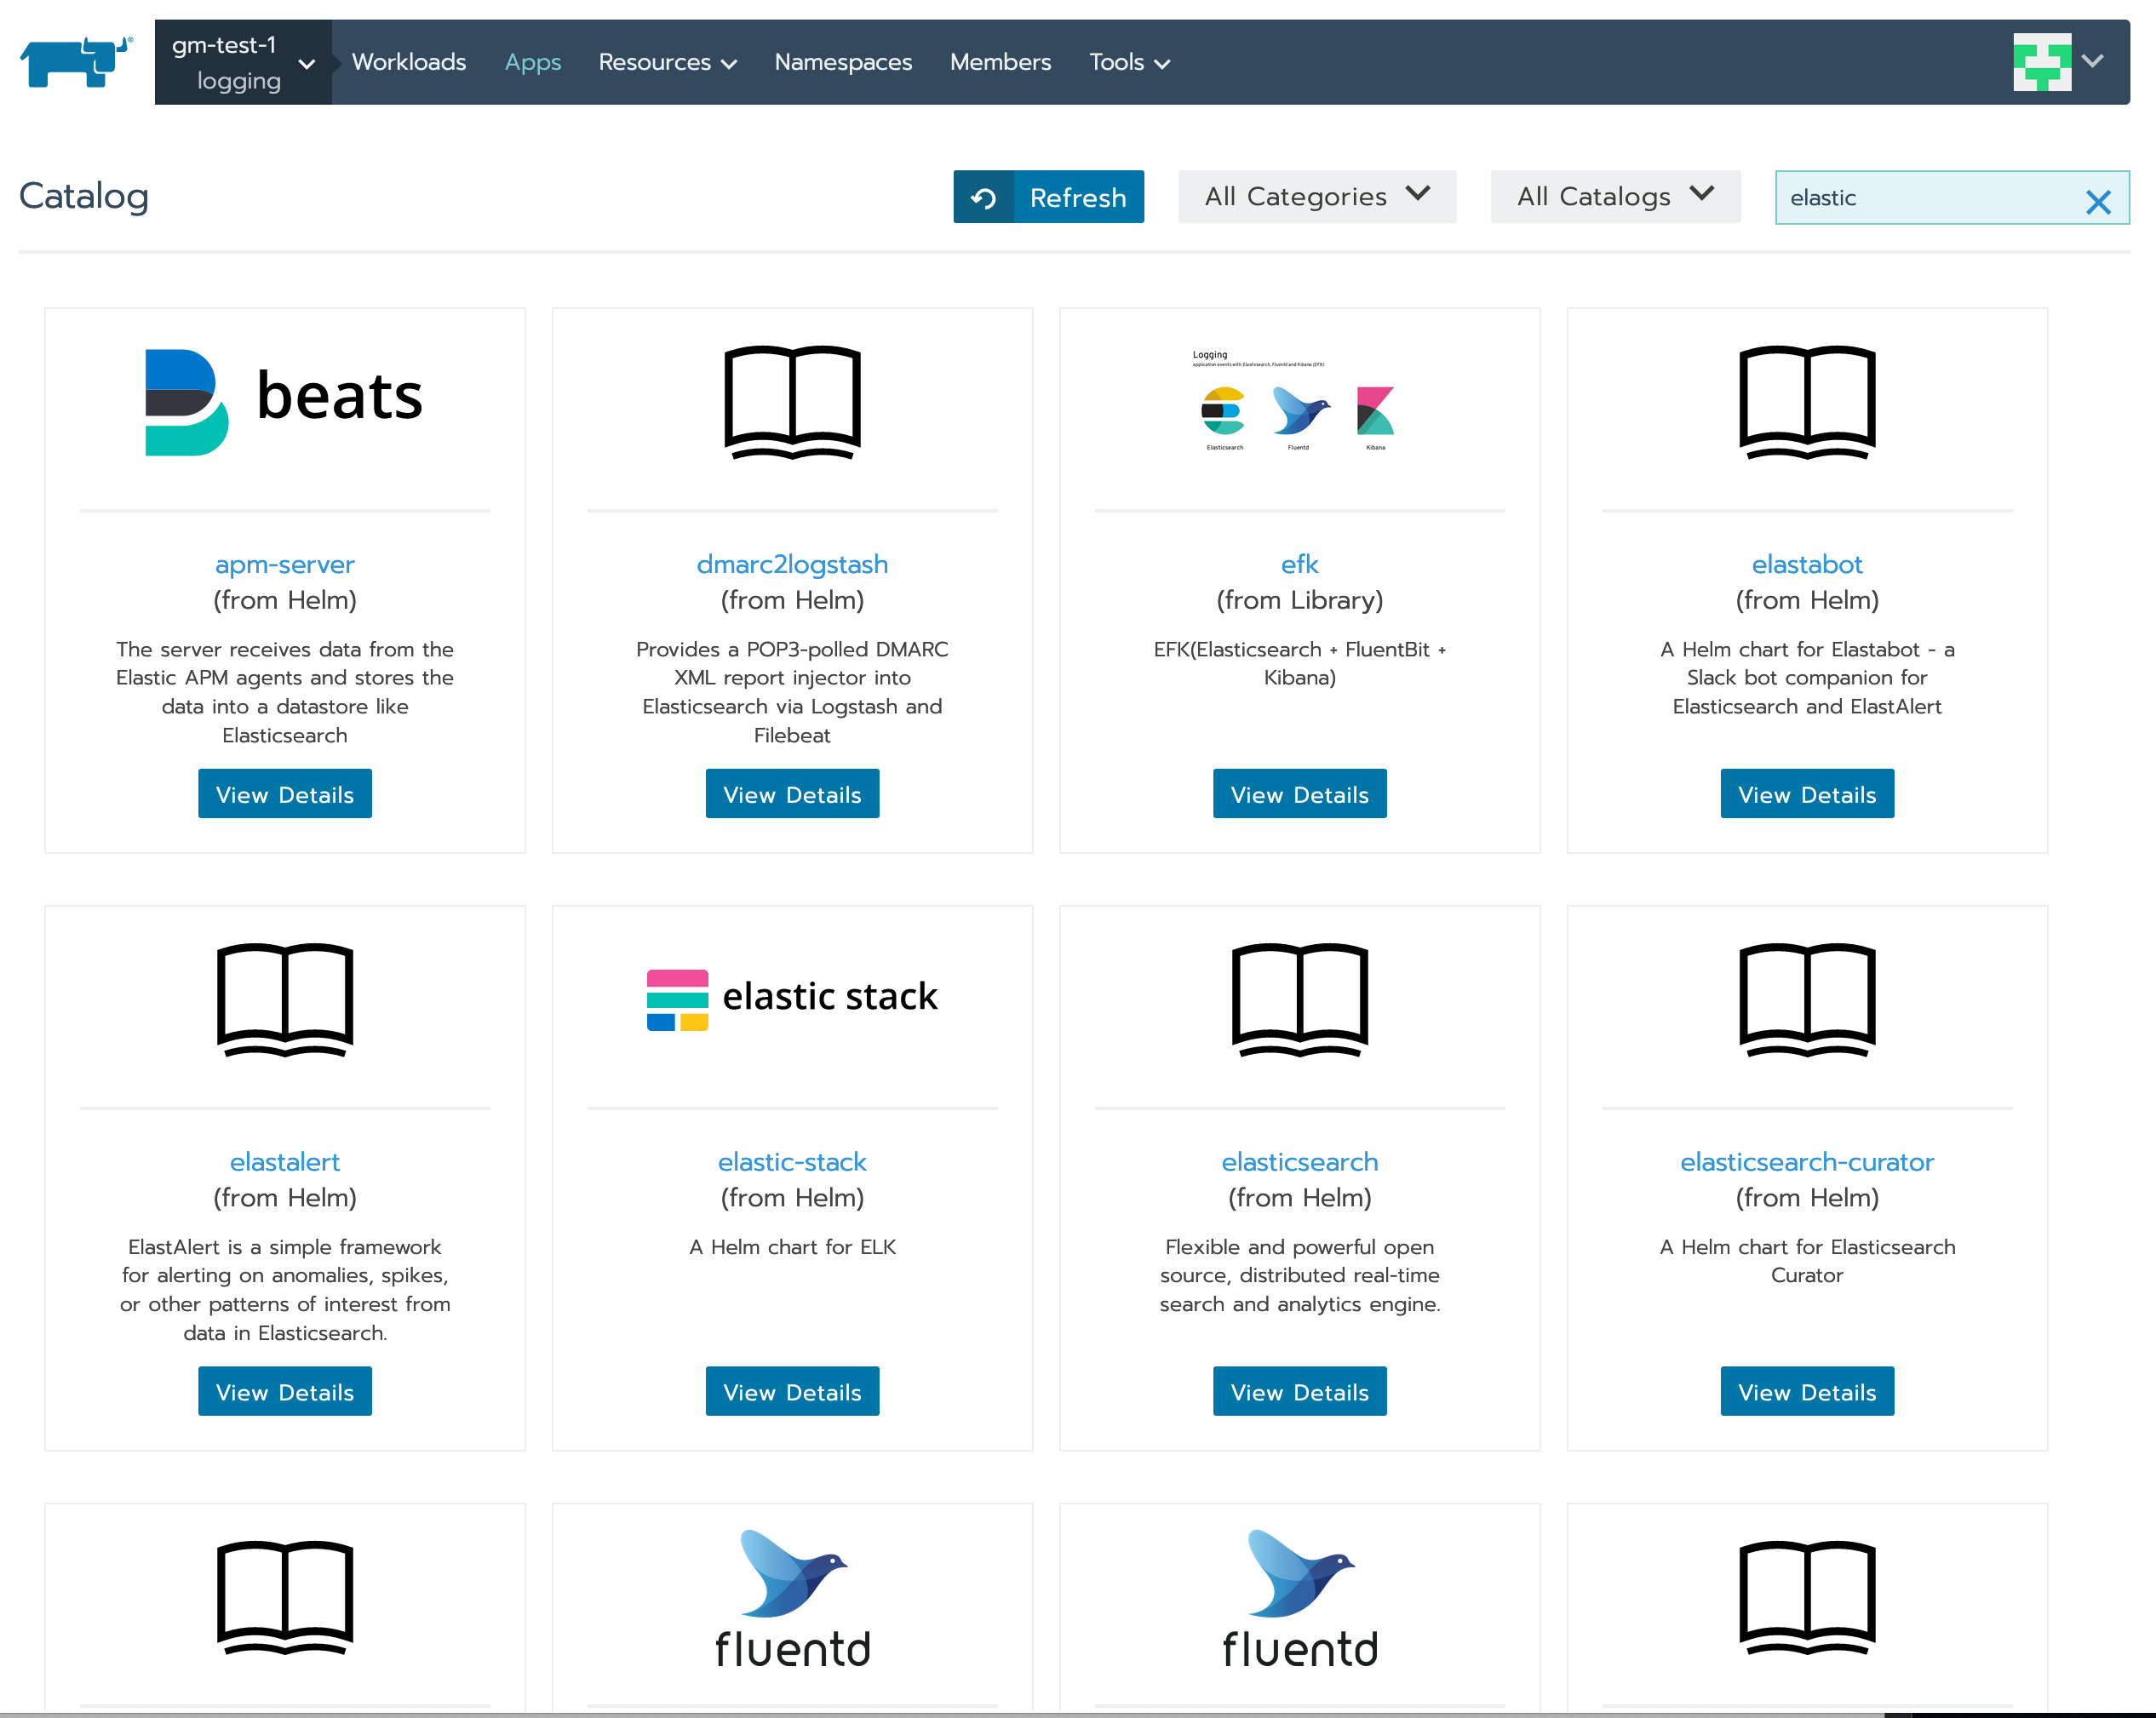 gm-test-1
logging
Workloads
Apps
Resources
Namespaces
Members
Tools
Catalog
Refresh
All Categories
All Catalogs
elastic
beats
apm-server
(from Helm)
The server receives data from the
Elastic APM agents and stores the
data into a datastore like
Elasticsearch
View Details
dmarc2logstash
(from Helm)
Provides a POP3-polled DMARC
XML report injector into
Elasticsearch via Logstash and
Filebeat
View Details
Logging
application events with Elasticsearch, Fluentd and Kibana (EFK)
Elasticsearch
Fluentd
Kibana
efk
(from Library)
EFK(Elasticsearch + FluentBit +
Kibana)
View Details
elastabot
(from Helm)
A Helm chart for Elastabot - a
Slack bot companion for
Elasticsearch and ElastAlert
View Details
elastalert
(from Helm)
ElastAlert is a simple framework
for alerting on anomalies, spikes,
or other patterns of interest from
data in Elasticsearch.
View Details
elastic stack
elastic-stack
(from Helm)
A Helm chart for ELK
View Details
elasticsearch
(from Helm)
Flexible and powerful open
source, distributed real-time
search and analytics engine.
View Details
elasticsearch-curator
(from Helm)
A Helm chart for Elasticsearch
Curator
View Details
fluentd
fluentd